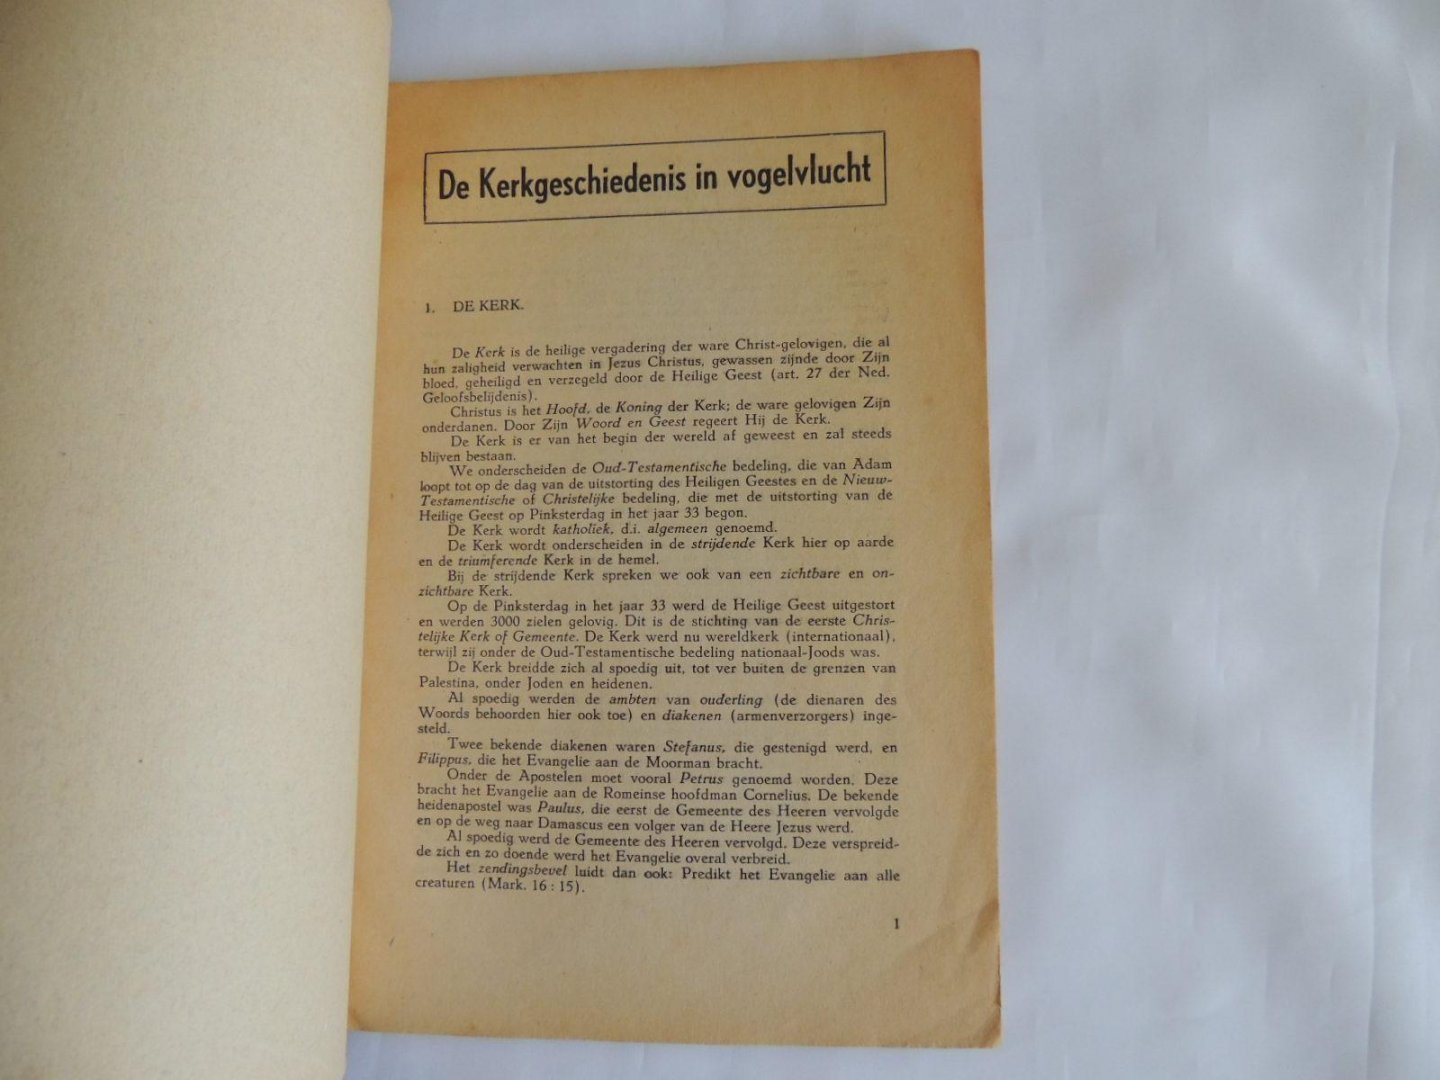 De Kerkgeschiedenis in vogelvlucht
1. DE KERK.
De Kerk is de heilige vergadering der ware Christ-gelovigen, die al
hun zaligheid verwachten in Jezus Christus, gewassen zijnde door Zijn
bloed, geheiligd en verzegeld door de Heilige Geest (art. 27 der Ned.
Geloofsbelijdenis).
Christus is het Hoofd, de Koning der Kerk; de ware gelovigen Zijn
onderdanen. Door Zijn Woord en Geest regeert Hij de Kerk.
De Kerk is er van het begin der wereld af geweest en zal steeds
blijven bestaan.
We onderscheiden de Oud-Testamentische bedeling, die van Adam
loopt tot op de dag van de uitstorting des Heiligen Geestes en de Nieuw-
Testamentische of Christelijke bedeling, die met de uitstorting van de
Heilige Geest op Pinksterdag in het jaar 33 begon.
De Kerk wordt katholiek, d.i. algemeen genoemd.
De Kerk wordt onderscheiden in de strijdende Kerk hier op aarde
en de triumferende Kerk in de hemel.
Bij de strijdende Kerk spreken we ook van een zichtbare en on-
zichtbare Kerk.
Op de Pinksterdag in het jaar 33 werd de Heilige Geest uitgestort
en werden 3000 zielen gelovig. Dit is de stichting van de eerste Chris-
telijke Kerk of Gemeente. De Kerk werd nu wereldkerk (internationaal),
terwijl zij onder de Oud-Testamentische bedeling nationaal-Joods was.
De Kerk breidde zich al spoedig uit, tot ver buiten de grenzen van
Palestina, onder Joden en heidenen.
Al spoedig werden de ambten van ouderling (de dienaren des
Woords behoorden hier ook toe) en diakenen (armenverzorgers) inge-
steld.
Twee bekende diakenen waren Stefanus, die gestenigd werd, en
Filippus, die het Evangelie aan de Moorman bracht.
Onder de Apostelen moet vooral Petrus genoemd worden. Deze
bracht het Evangelie aan de Romeinse hoofdman Cornelius. De bekende
heidenapostel was Paulus, die eerst de Gemeente des Heeren vervolgde
en op de weg naar Damascus een volger van de Heere Jezus werd.
Al spoedig werd de Gemeente des Heeren vervolgd. Deze verspreid-
de zich en zo doende werd het Evangelie overal verbreid.
Het zendingsbevel luidt dan ook: Predikt het Evangelie aan alle
creaturen (Mark. 16 : 15).
1